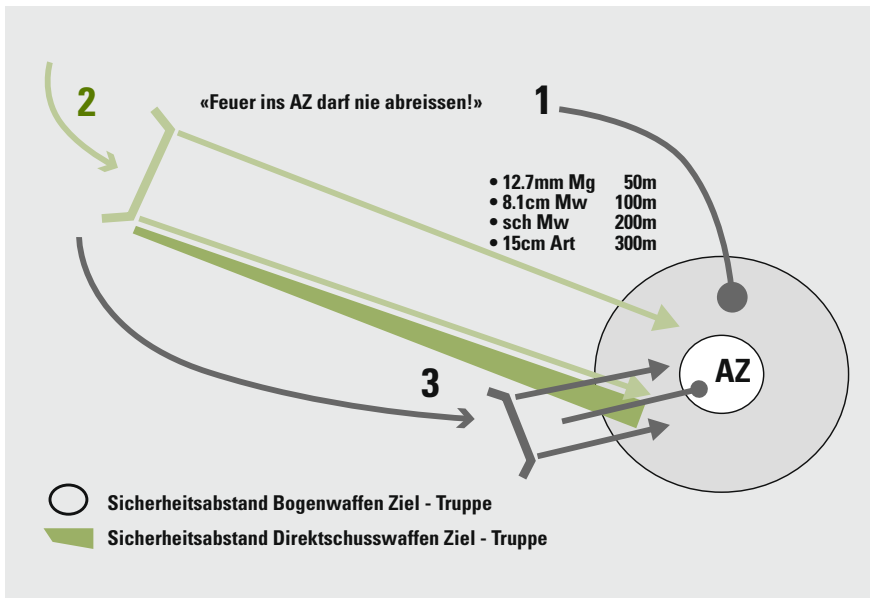 2
«Feuer ins AZ darf nie abreissen!»
1
• 12.7mm Mg 50m
• 8.1cm Mw 100m
• sch Mw 200m
• 15cm Art 300m
AZ
3
Sicherheitsabstand Bogenwaffen Ziel - Truppe
Sicherheitsabstand Direktschusswaffen Ziel - Truppe